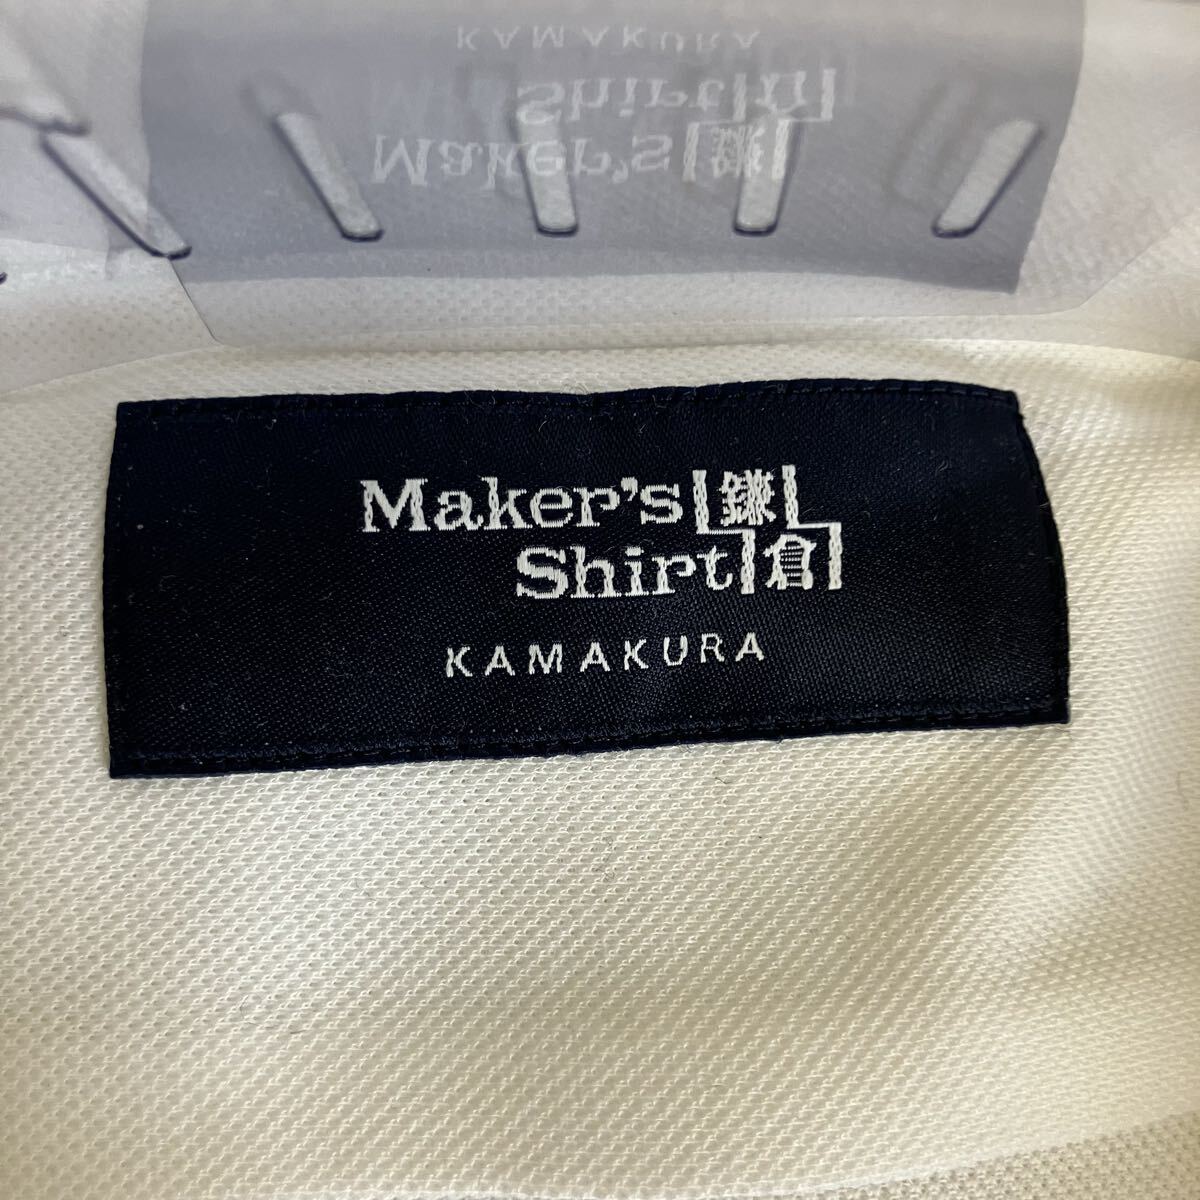 Maker's 鎌
Shirt 倉
KAMAKURA